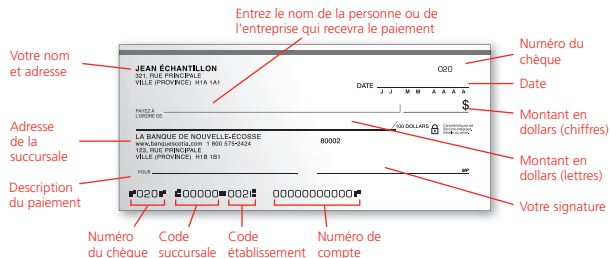 Entrez le nom de la personne ou de
l'entreprise qui recevra le paiement
Votre nom
et adresse
Numéro du
chèque
JEAN ÉCHANTILLON
321, RUE PRINCIPALE
VILLE (PROVINCE) H1A 1A1
020
DATE
J J M M A A A A
Date
PAYEZ À
L'ORDRE DE
$
Montant en
dollars (chiffres)
/100 DOLLARS
Adresse
de la
succursale
LA BANQUE DE NOUVELLE-ÉCOSSE
www.banquescotia.com 1 800 575-2424
123, RUE PRINCIPALE
VILLE (PROVINCE) H1B 1B1
80002
Montant en
dollars (lettres)
Description
du paiement
POUR
MP
Votre signature
⑈020⑈ ⑆00000⑉002⑆ 00000000000⑈
Numéro
du chèque
Code
succursale
Code
établissement
Numéro de
compte